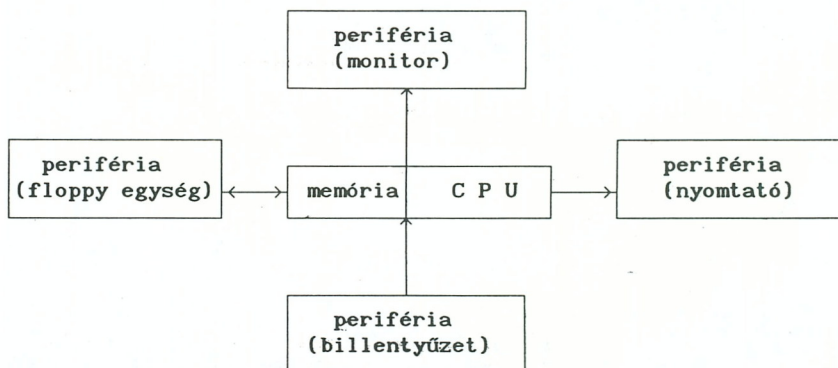 periféria
(monitor)
periféria
(floppy egység)
memória
C P U
periféria
(nyomtató)
periféria
(billentyűzet)